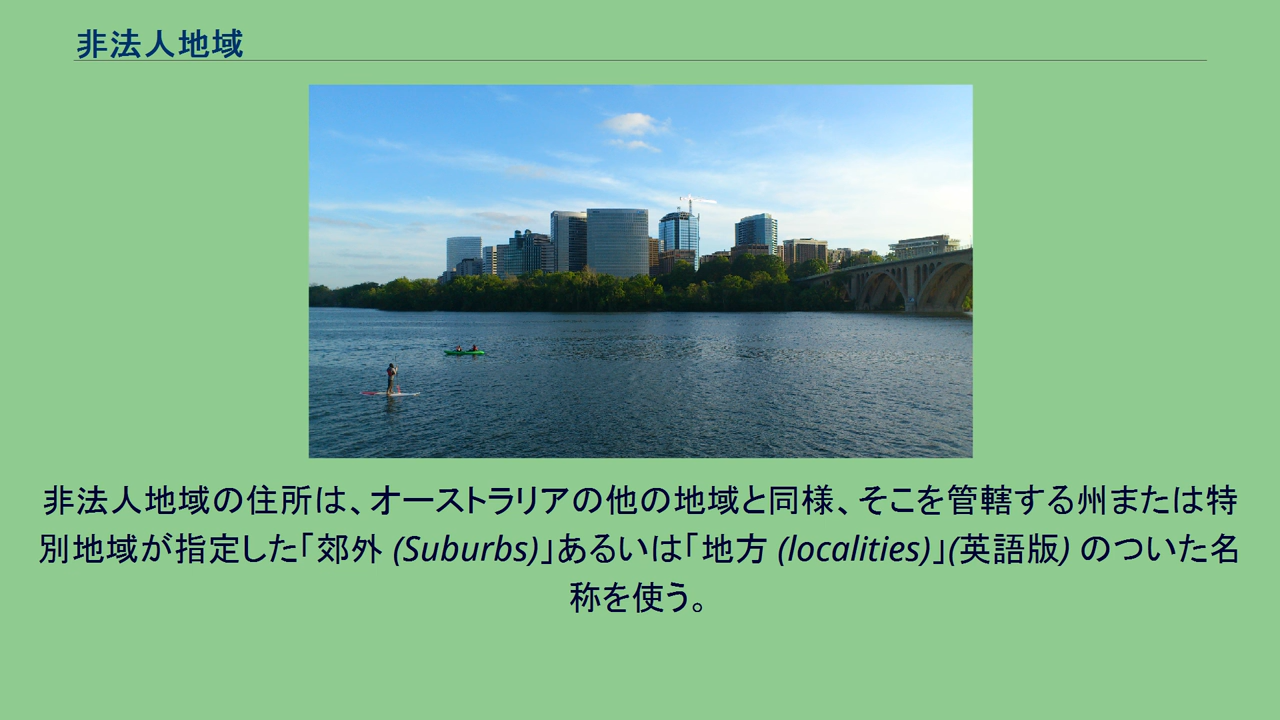 非法人地域
非法人地域の住所は、オーストラリアの他の地域と同様、そこを管轄する州または特
別地域が指定した「郊外 (Suburbs)」あるいは「地方 (localities)」(英語版) のついた名
称を使う。